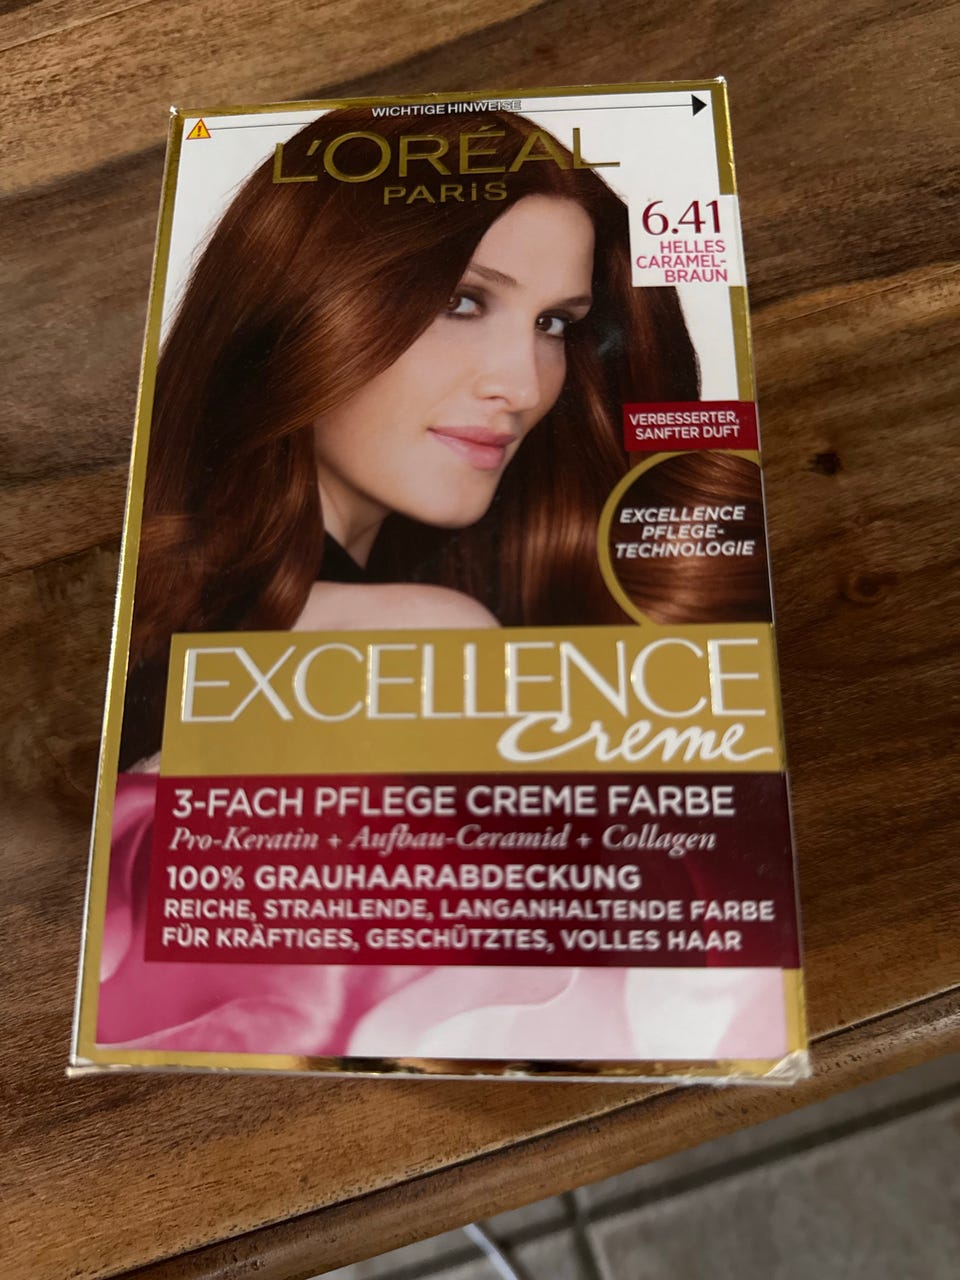 WICHTIGE HINWEISE
L'ORÉAL
PARIS
6.41
HELLES
CARAMEL-
BRAUN
VERBESSERTER,
SANFTER DUFT
EXCELLENCE
PFLEGE-
TECHNOLOGIE
EXCELLENCE
Creme
3-FACH PFLEGE CREME FARBE
Pro-Keratin + Aufbau-Ceramid + Collagen
100% GRAUHAARABDECKUNG
REICHE, STRAHLENDE, LANGANHALTENDE FARBE
FÜR KRÄFTIGES, GESCHÜTZTES, VOLLES HAAR